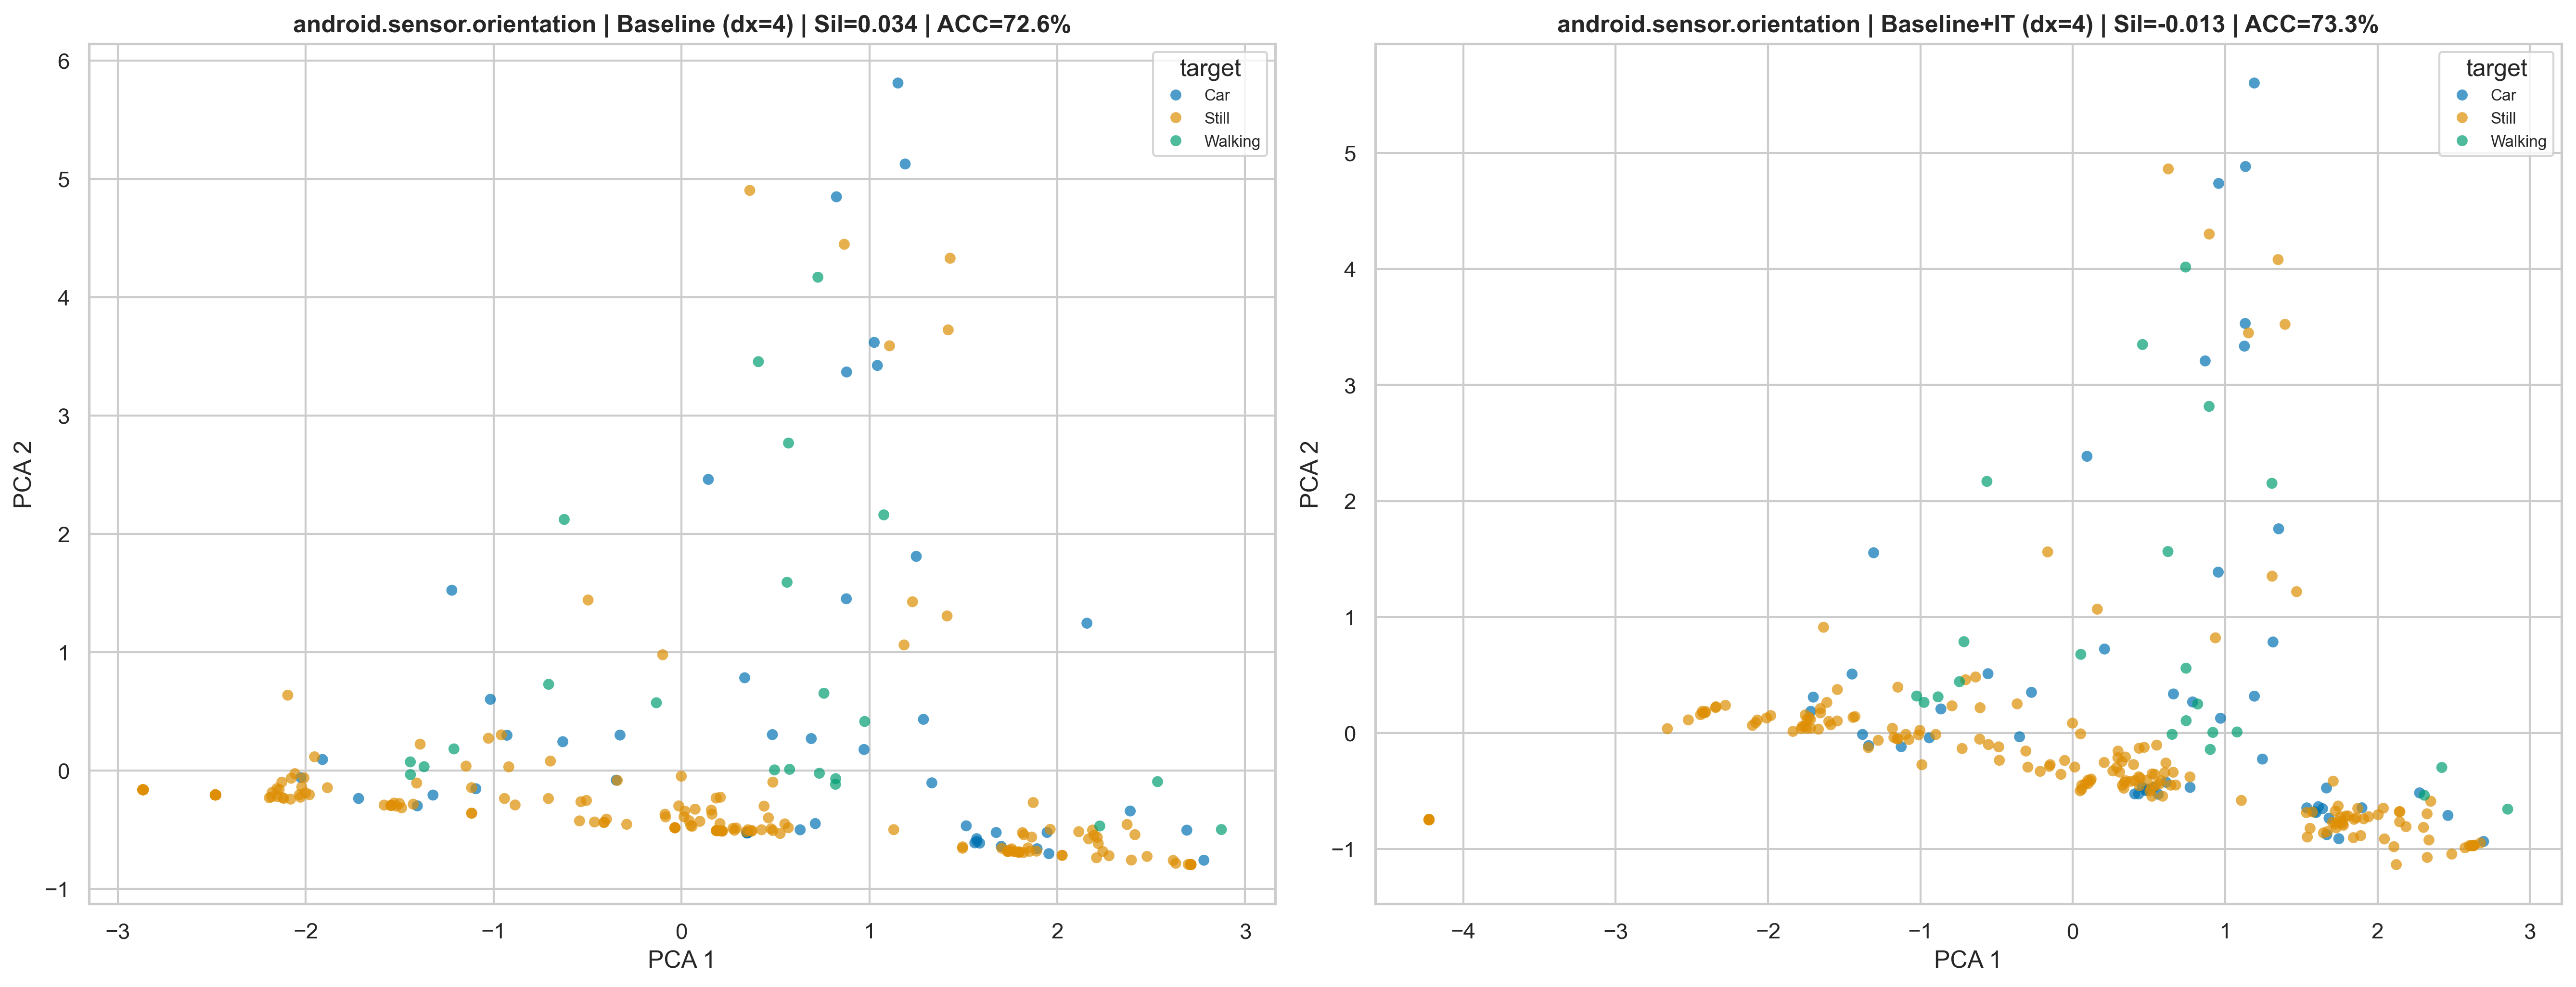 android.sensor.orientation | Baseline (dx=4) | Sil=0.034 | ACC=72.6%
target
Car
Still
Walking
6
5
4
3
2
1
0
−1
PCA 2
−3
−2
−1
0
1
2
3
PCA 1
android.sensor.orientation | Baseline+IT (dx=4) | Sil=-0.013 | ACC=73.3%
target
Car
Still
Walking
5
4
3
2
1
0
−1
PCA 2
−4
−3
−2
−1
0
1
2
3
PCA 1